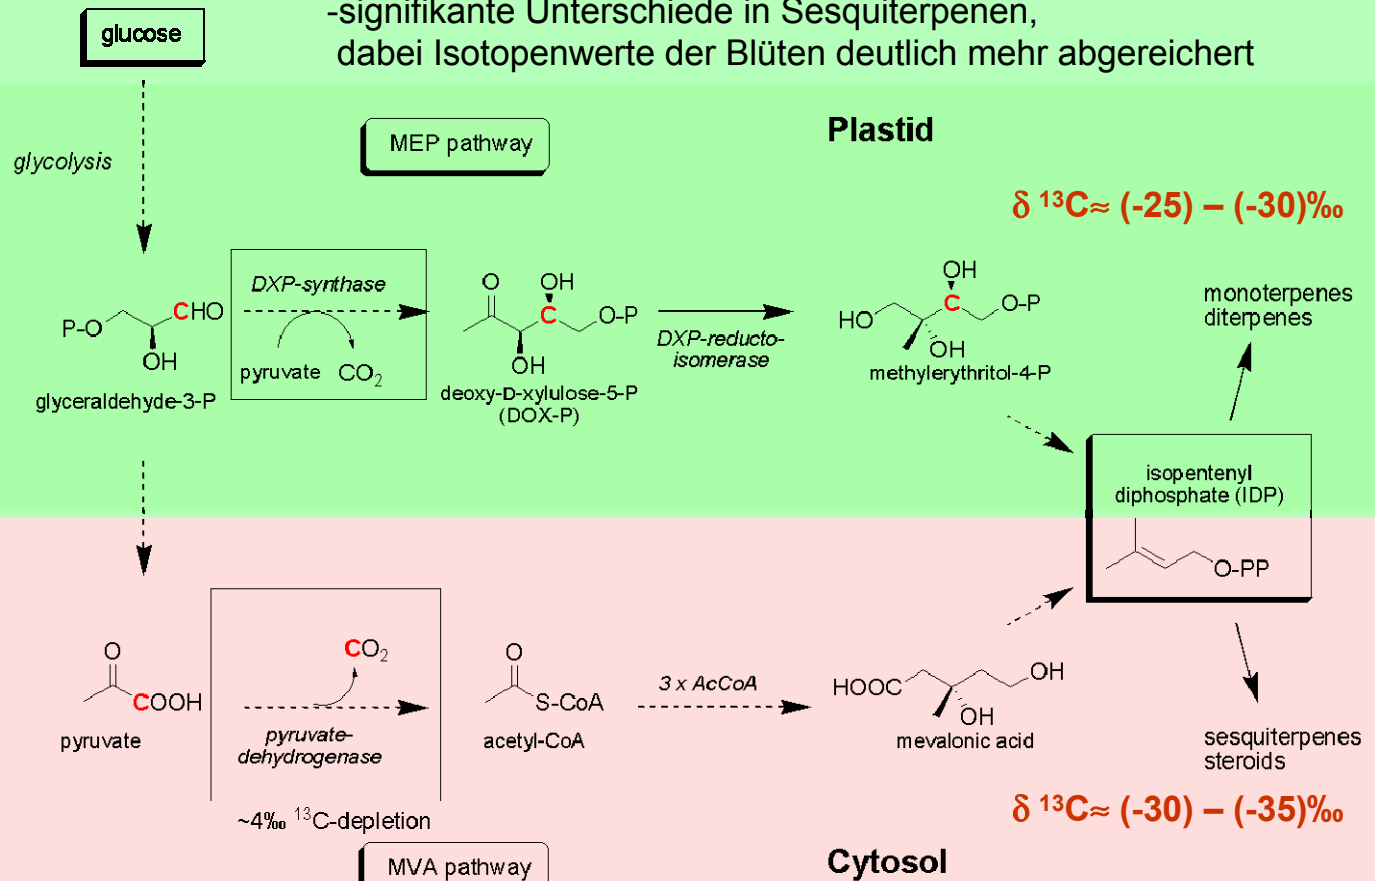 -signifikante Unterschiede in Sesquiterpenen,
dabei Isotopenwerte der Blüten deutlich mehr abgereichert
glucose
glycolysis
MEP pathway
Plastid
δ ¹³C≈ (-25) – (-30)‰
DXP-synthase
pyruvate CO₂
P-O
CHO
OH
glyceraldehyde-3-P
O
OH
C
O-P
OH
deoxy-D-xylulose-5-P
(DOX-P)
DXP-reducto-
isomerase
OH
HO
C
O-P
OH
methylerythritol-4-P
monoterpenes
diterpenes
isopentenyl
diphosphate (IDP)
O-PP
O
COOH
pyruvate
CO₂
pyruvate-
dehydrogenase
~4‰ ¹³C-depletion
O
S-CoA
acetyl-CoA
3 x AcCoA
HOOC
OH
OH
mevalonic acid
sesquiterpenes
steroids
δ ¹³C≈ (-30) – (-35)‰
MVA pathway
Cytosol